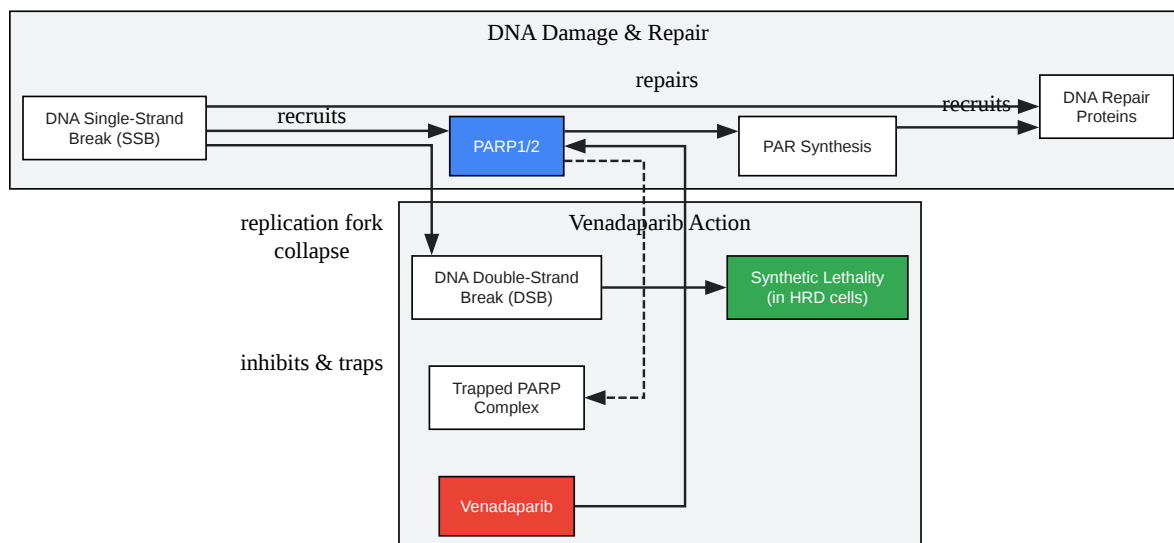 DNA Damage & Repair
repairs
DNA Single-Strand
Break (SSB)
recruits
PARP1/2
PAR Synthesis
recruits
DNA Repair
Proteins
replication fork
collapse
Venadaparib Action
DNA Double-Strand
Break (DSB)
Synthetic Lethality
(in HRD cells)
inhibits & traps
Trapped PARP
Complex
Venadaparib